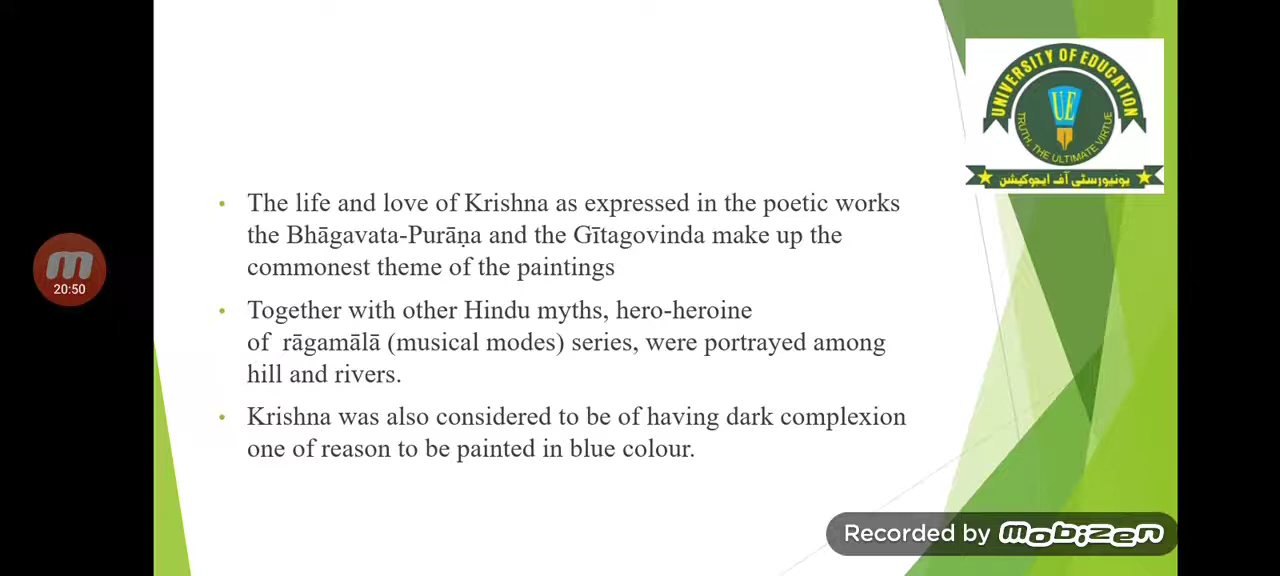 UNIVERSITY OF EDUCATION
UE
TRUTH, THE ULTIMATE VIRTUE
یونیورسٹی آف ایجوکیشن
• The life and love of Krishna as expressed in the poetic works
the Bhāgavata-Purāṇa and the Gītagovinda make up the
commonest theme of the paintings
• Together with other Hindu myths, hero-heroine
of rāgamālā (musical modes) series, were portrayed among
hill and rivers.
• Krishna was also considered to be of having dark complexion
one of reason to be painted in blue colour.
m
20:50
Recorded by mobizen